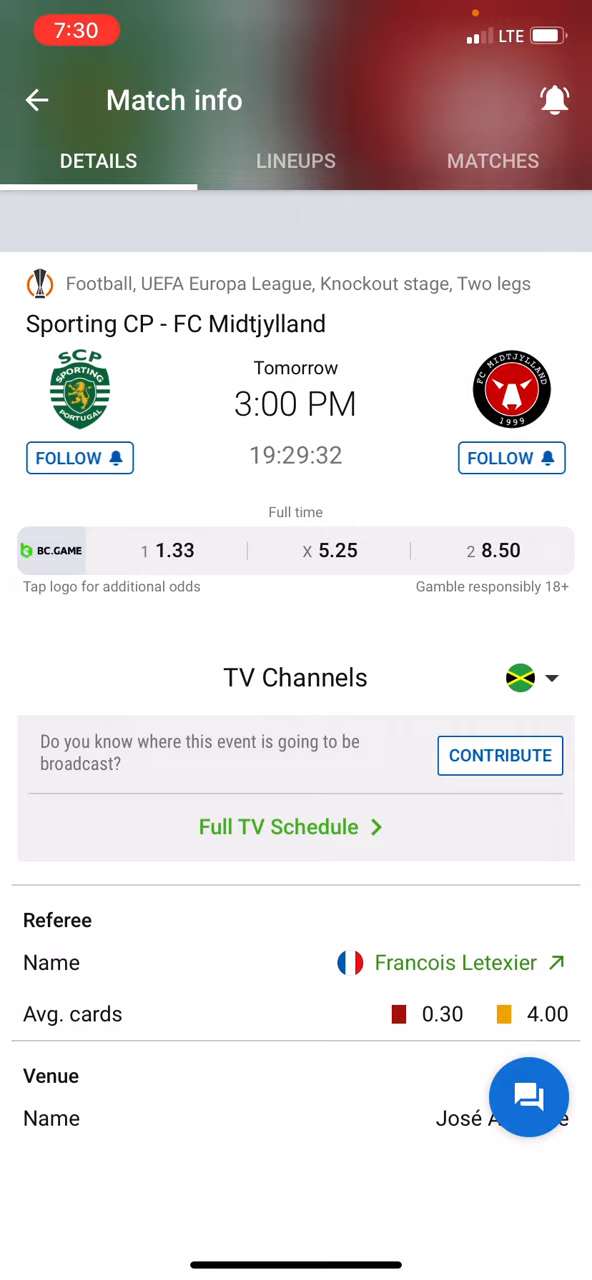 7:30
LTE
Match info
DETAILS LINEUPS MATCHES
Football, UEFA Europa League, Knockout stage, Two legs
Sporting CP - FC Midtjylland
SCP
SPORTING
PORTUGAL
Tomorrow
3:00 PM
19:29:32
FC MIDTJYLLAND
1999
FOLLOW
FOLLOW
Full time
BC.GAME 1 1.33 X 5.25 2 8.50
Tap logo for additional odds Gamble responsibly 18+
TV Channels
Do you know where this event is going to be
broadcast?
CONTRIBUTE
Full TV Schedule
Referee
Name Francois Letexier
Avg. cards 0.30 4.00
Venue
Name José